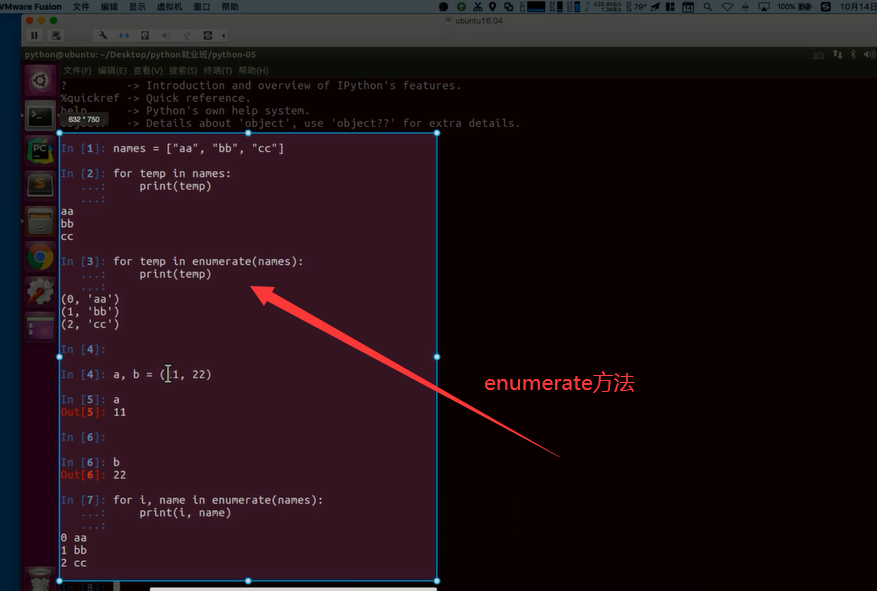 VMware Fusion 文件 编辑 显示 虚拟机 窗口 帮助
79° 100% 10月14日
ubuntu16.04
python@ubuntu: ~/Desktop/python就业班/python-05
文件(F) 编辑(E) 查看(V) 搜索(S) 终端(T) 帮助(H)
? -> Introduction and overview of IPython's features.
%quickref -> Quick reference.
help -> Python's own help system.
-> Details about 'object', use 'object??' for extra details.
632 * 750
In [1]: names = ["aa", "bb", "cc"]
In [2]: for temp in names:
...: print(temp)
...:
aa
bb
cc
In [3]: for temp in enumerate(names):
...: print(temp)
...:
(0, 'aa')
(1, 'bb')
(2, 'cc')
In [4]:
In [4]: a, b = (11, 22)
In [5]: a
Out[5]: 11
In [6]:
In [6]: b
Out[6]: 22
In [7]: for i, name in enumerate(names):
...: print(i, name)
...:
0 aa
1 bb
2 cc
In [8]:
enumerate方法